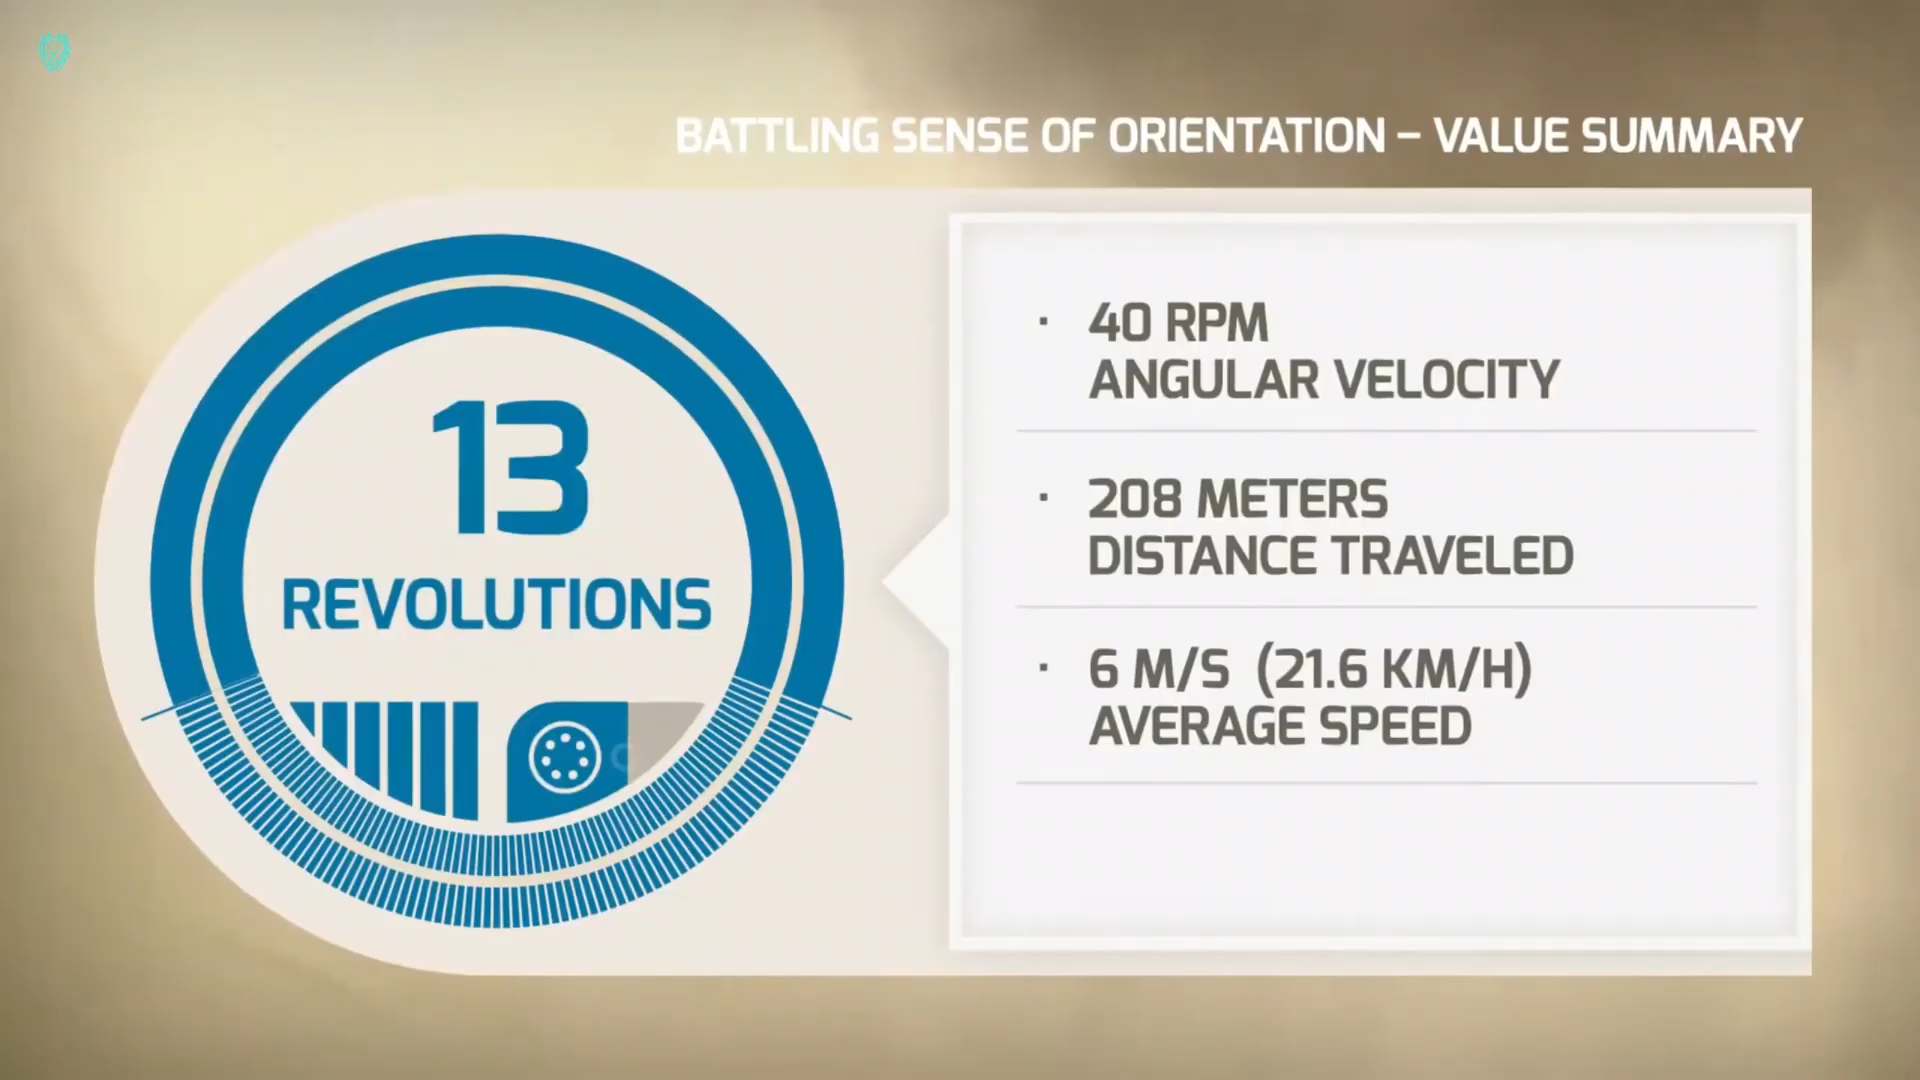 BATTLING SENSE OF ORIENTATION – VALUE SUMMARY
13
REVOLUTIONS
· 40 RPM
ANGULAR VELOCITY
· 208 METERS
DISTANCE TRAVELED
· 6 M/S (21.6 KM/H)
AVERAGE SPEED